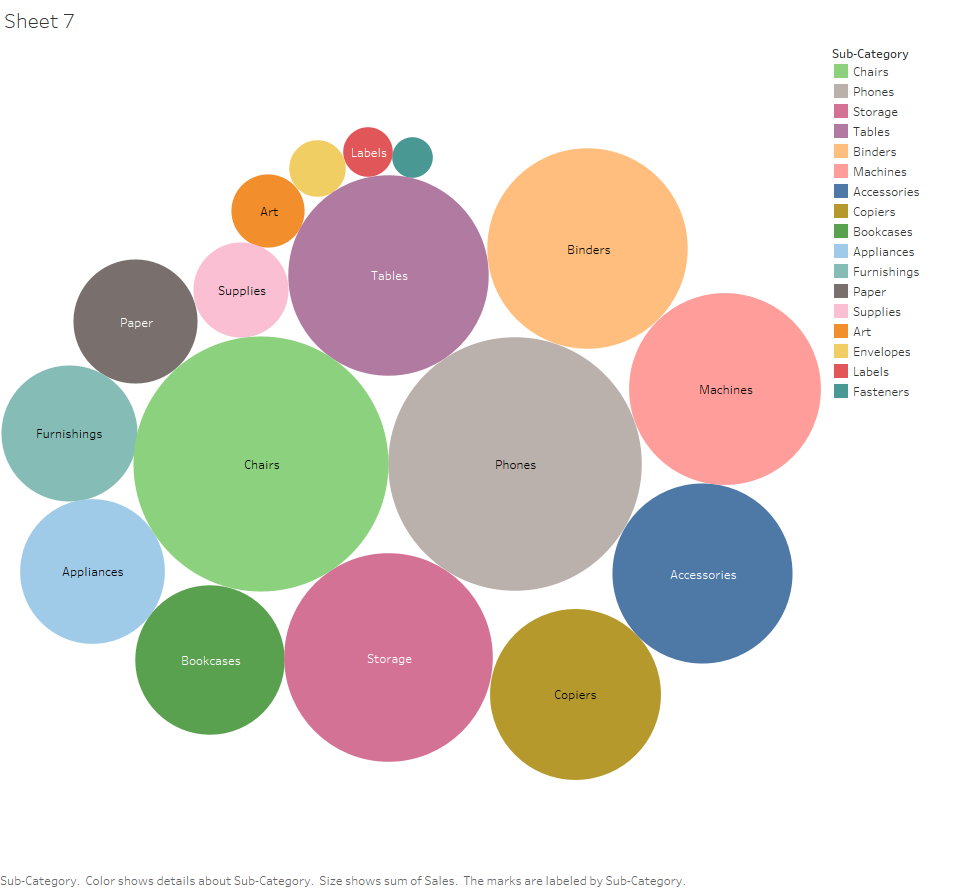 Sheet 7
Sub-Category
Chairs
Phones
Storage
Tables
Binders
Machines
Accessories
Copiers
Bookcases
Appliances
Furnishings
Paper
Supplies
Art
Envelopes
Labels
Fasteners
Labels
Art
Binders
Tables
Supplies
Paper
Machines
Furnishings
Chairs
Phones
Appliances
Accessories
Bookcases
Storage
Copiers
Sub-Category.  Color shows details about Sub-Category.  Size shows sum of Sales.  The marks are labeled by Sub-Category.